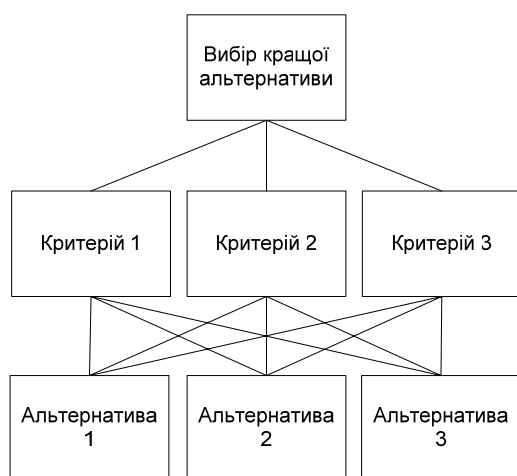 Вибір кращої
альтернативи
Критерій 1
Критерій 2
Критерій 3
Альтернатива
1
Альтернатива
2
Альтернатива
3